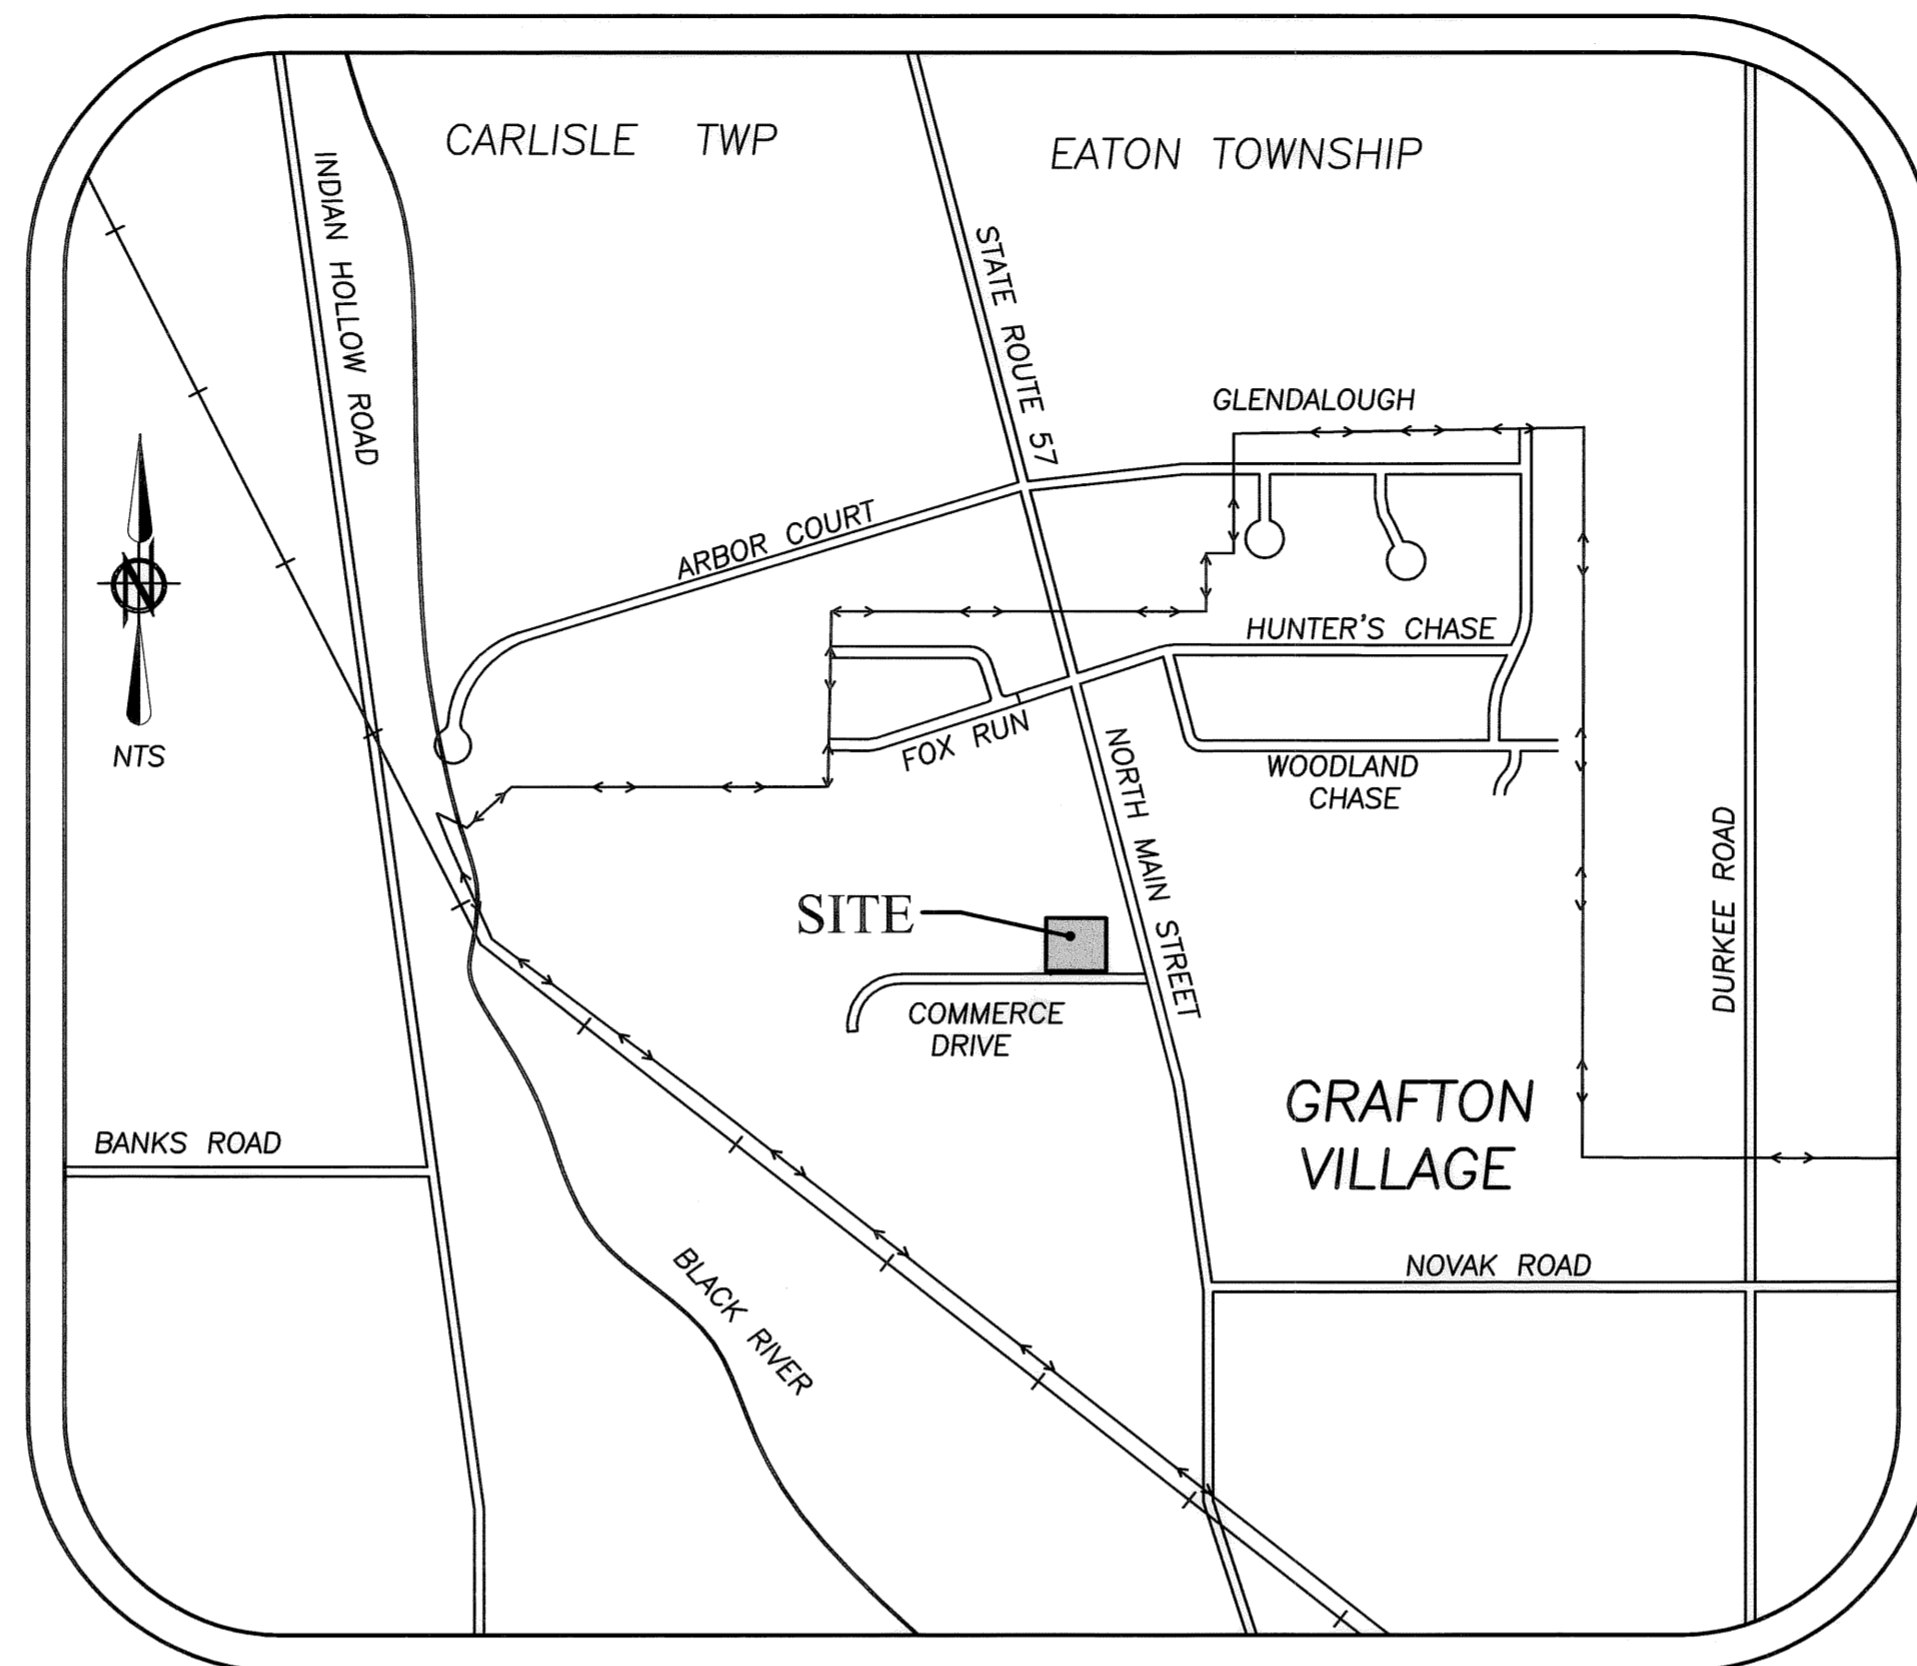 CARLISLE TWP
EATON TOWNSHIP
INDIAN HOLLOW ROAD
STATE ROUTE 57
GLENDALOUGH
ARBOR COURT
N
NTS
HUNTER'S CHASE
FOX RUN
WOODLAND
CHASE
NORTH MAIN STREET
DURKEE ROAD
SITE
COMMERCE
DRIVE
GRAFTON
VILLAGE
BANKS ROAD
BLACK RIVER
NOVAK ROAD